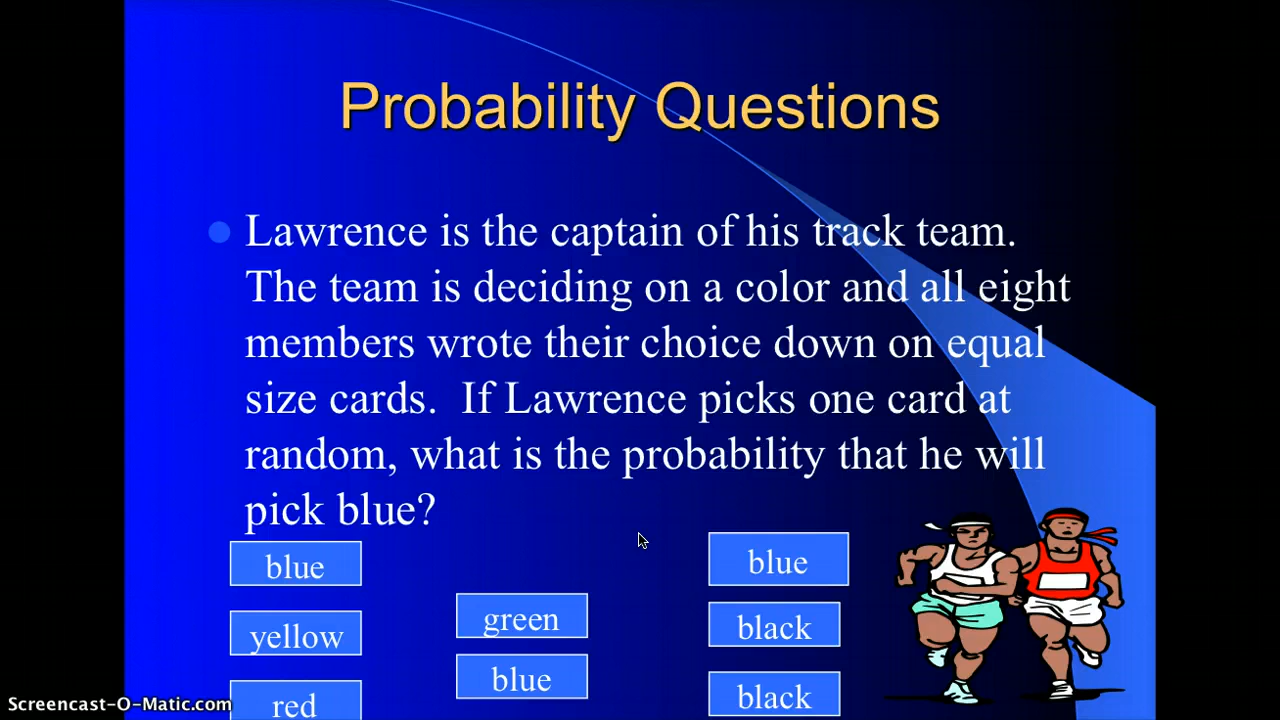 Probability Questions
Lawrence is the captain of his track team.
The team is deciding on a color and all eight
members wrote their choice down on equal
size cards.  If Lawrence picks one card at
random, what is the probability that he will
pick blue?
blue
yellow
red
green
blue
blue
black
black
Screencast-O-Matic.com